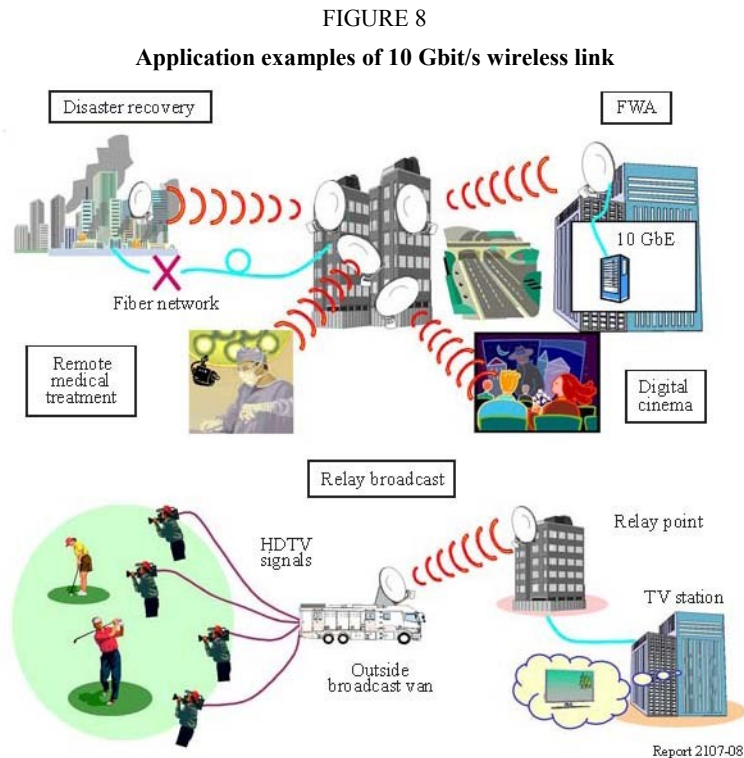 FIGURE 8
Application examples of 10 Gbit/s wireless link
Disaster recovery
FWA
10 GbE
Fiber network
Remote
medical
treatment
Digital
cinema
Relay broadcast
HDTV
signals
Relay point
TV station
Outside
broadcast van
Report 2107-08